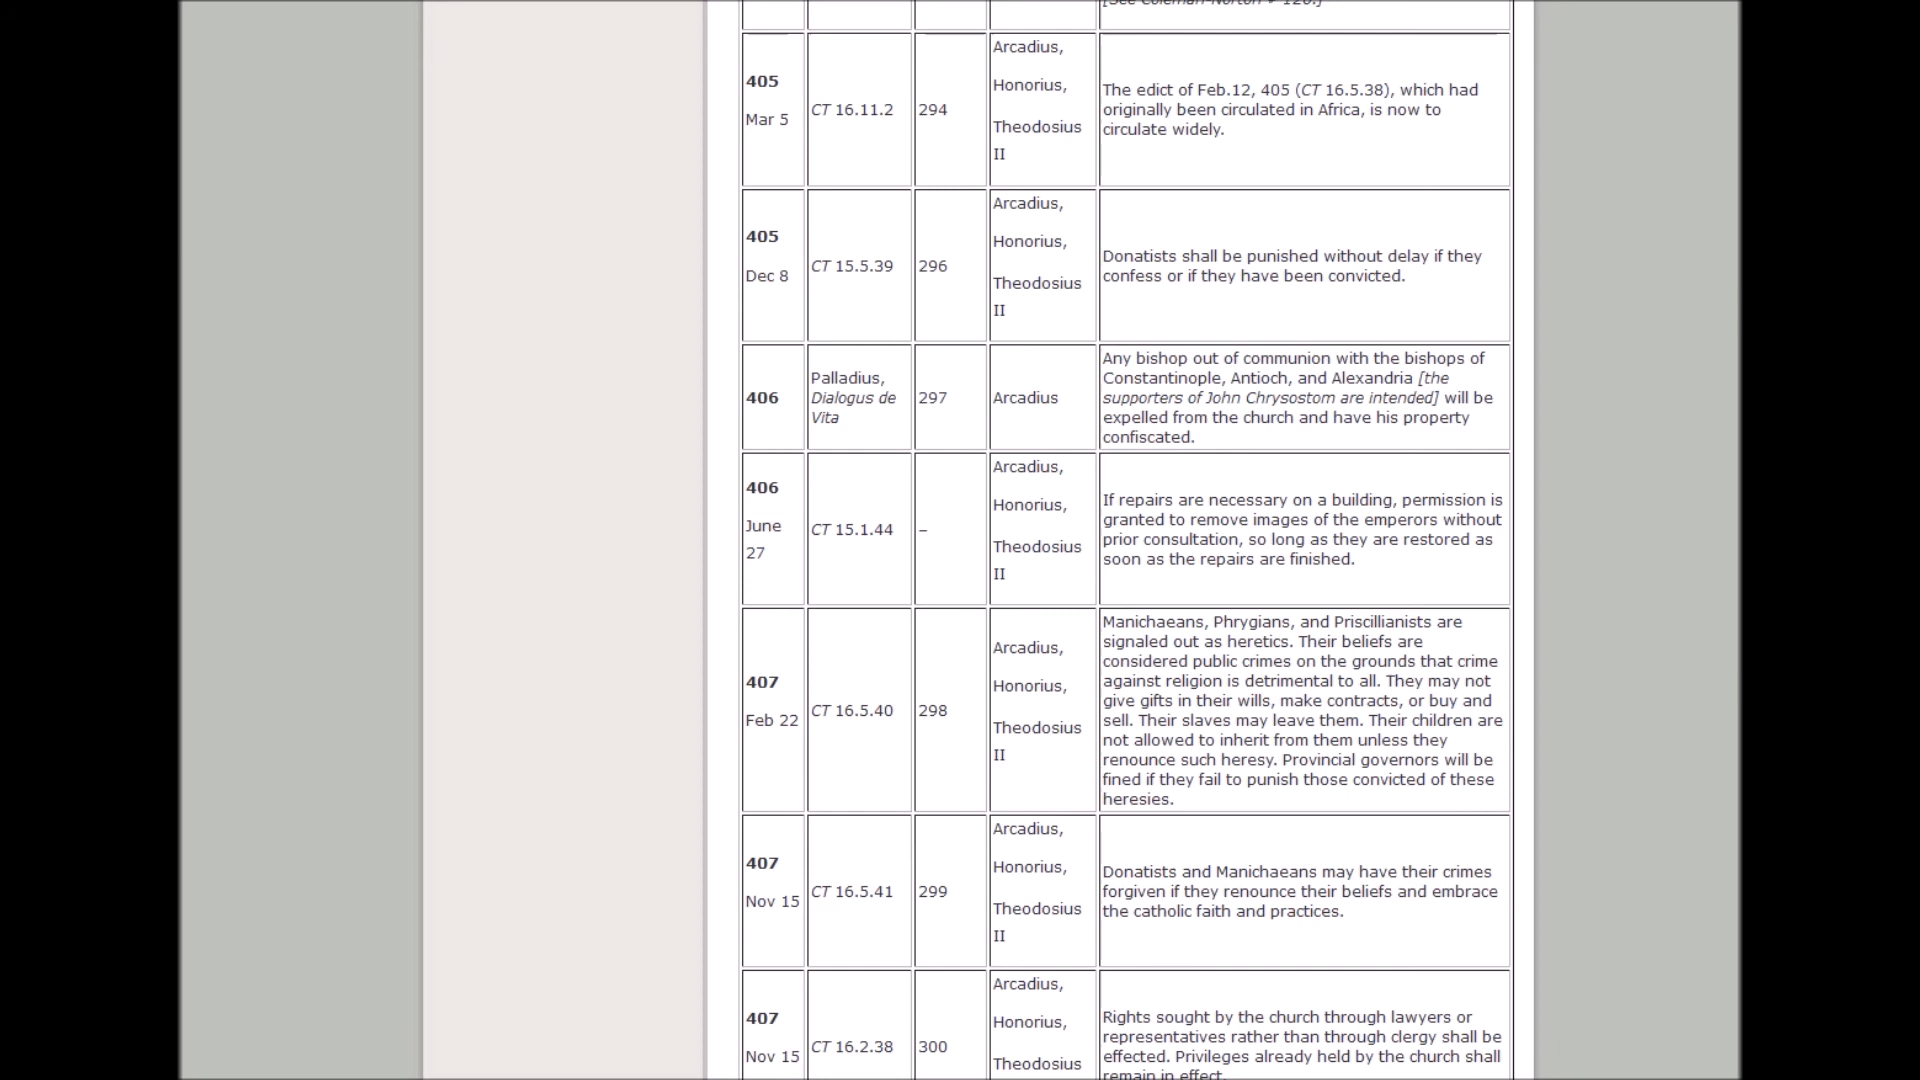 [See Coleman-Norton # 126.]
405
Mar 5
CT 16.11.2
294
Arcadius,
Honorius,
Theodosius
II
The edict of Feb.12, 405 (CT 16.5.38), which had
originally been circulated in Africa, is now to
circulate widely.
405
Dec 8
CT 15.5.39
296
Arcadius,
Honorius,
Theodosius
II
Donatists shall be punished without delay if they
confess or if they have been convicted.
406
Palladius,
Dialogus de
Vita
297
Arcadius
Any bishop out of communion with the bishops of
Constantinople, Antioch, and Alexandria [the
supporters of John Chrysostom are intended] will be
expelled from the church and have his property
confiscated.
406
June
27
CT 15.1.44
–
Arcadius,
Honorius,
Theodosius
II
If repairs are necessary on a building, permission is
granted to remove images of the emperors without
prior consultation, so long as they are restored as
soon as the repairs are finished.
407
Feb 22
CT 16.5.40
298
Arcadius,
Honorius,
Theodosius
II
Manichaeans, Phrygians, and Priscillianists are
signaled out as heretics. Their beliefs are
considered public crimes on the grounds that crime
against religion is detrimental to all. They may not
give gifts in their wills, make contracts, or buy and
sell. Their slaves may leave them. Their children are
not allowed to inherit from them unless they
renounce such heresy. Provincial governors will be
fined if they fail to punish those convicted of these
heresies.
407
Nov 15
CT 16.5.41
299
Arcadius,
Honorius,
Theodosius
II
Donatists and Manichaeans may have their crimes
forgiven if they renounce their beliefs and embrace
the catholic faith and practices.
407
Nov 15
CT 16.2.38
300
Arcadius,
Honorius,
Theodosius
Rights sought by the church through lawyers or
representatives rather than through clergy shall be
effected. Privileges already held by the church shall
remain in effect.